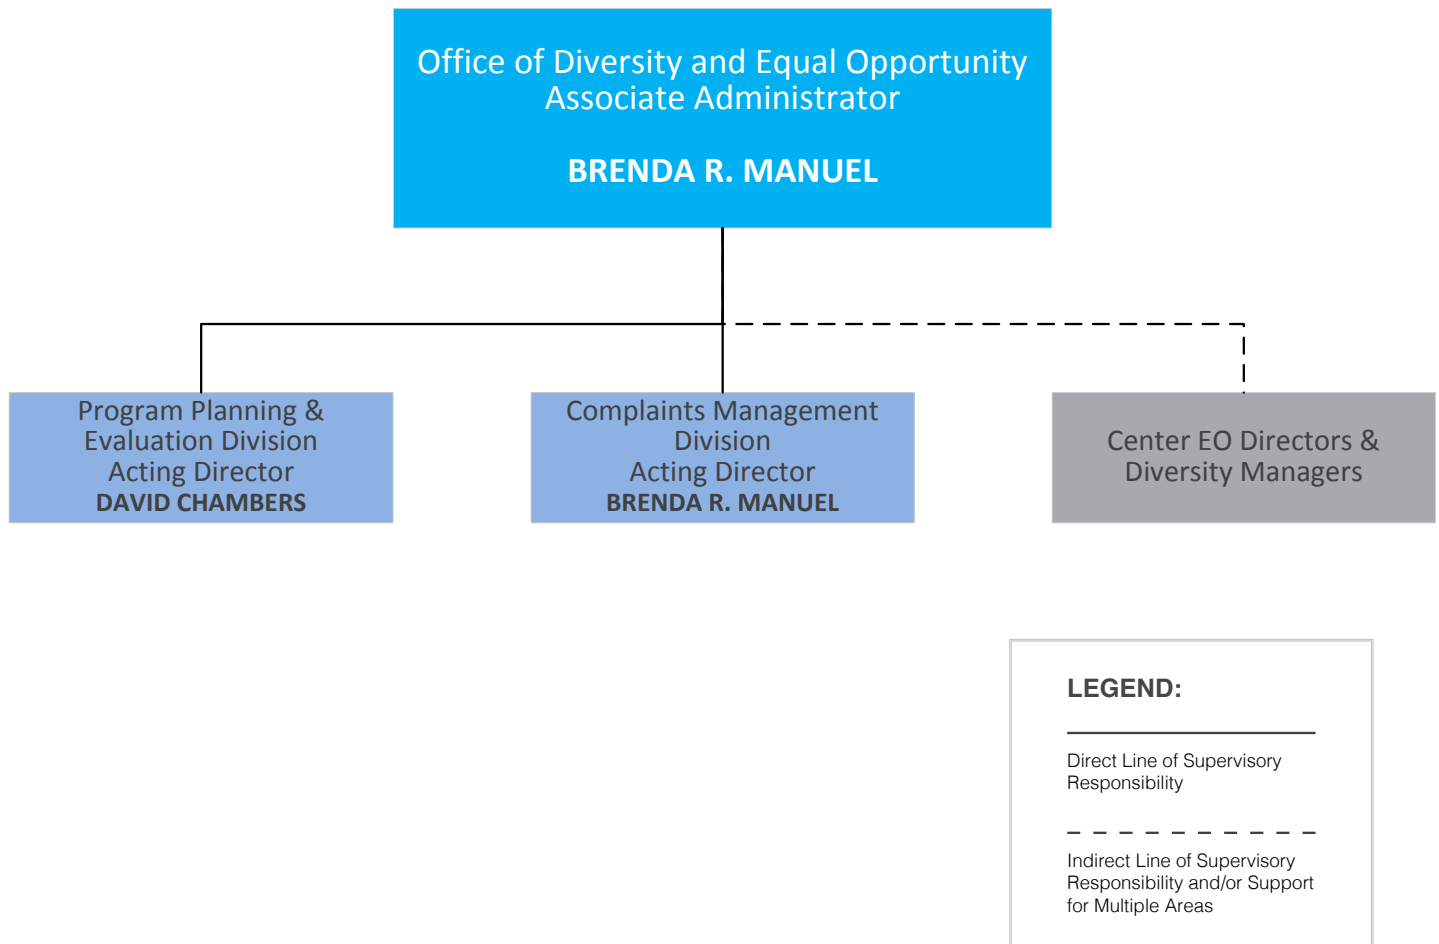 Office of Diversity and Equal Opportunity
Associate Administrator
BRENDA R. MANUEL
Program Planning &
Evaluation Division
Acting Director
DAVID CHAMBERS
Complaints Management
Division
Acting Director
BRENDA R. MANUEL
Center EO Directors &
Diversity Managers
LEGEND:
Direct Line of Supervisory
Responsibility
Indirect Line of Supervisory
Responsibility and/or Support
for Multiple Areas